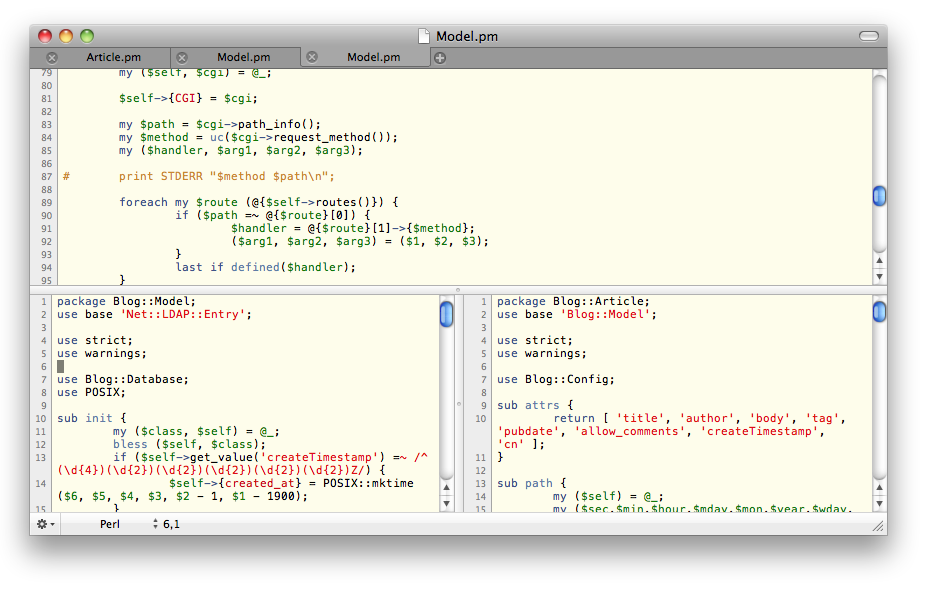 Model.pm
Article.pm
Model.pm
Model.pm
79 my ($self, $cgi) = @_;
80
81 $self->{CGI} = $cgi;
82
83 my $path = $cgi->path_info();
84 my $method = uc($cgi->request_method());
85 my ($handler, $arg1, $arg2, $arg3);
86
87 # print STDERR "$method $path\n";
88
89 foreach my $route (@{$self->routes()}) {
90 if ($path =~ @{$route}[0]) {
91 $handler = @{$route}[1]->{$method};
92 ($arg1, $arg2, $arg3) = ($1, $2, $3);
93 }
94 last if defined($handler);
95 }
1 package Blog::Model;
2 use base 'Net::LDAP::Entry';
3
4 use strict;
5 use warnings;
6
7 use Blog::Database;
8 use POSIX;
9
10 sub init {
11 my ($class, $self) = @_;
12 bless ($self, $class);
13 if ($self->get_value('createTimestamp') =~ /^
(\d{4})(\d{2})(\d{2})(\d{2})(\d{2})(\d{2})Z/) {
14 $self->{created_at} = POSIX::mktime
($6, $5, $4, $3, $2 - 1, $1 - 1900);
15 }
1 package Blog::Article;
2 use base 'Blog::Model';
3
4 use strict;
5 use warnings;
6
7 use Blog::Config;
8
9 sub attrs {
10 return [ 'title', 'author', 'body', 'tag',
'pubdate', 'allow_comments', 'createTimestamp',
'cn' ];
11 }
12
13 sub path {
14 my ($self) = @_;
15 my ($sec,$min,$hour,$mday,$mon,$year,$wday,
Perl 6,1